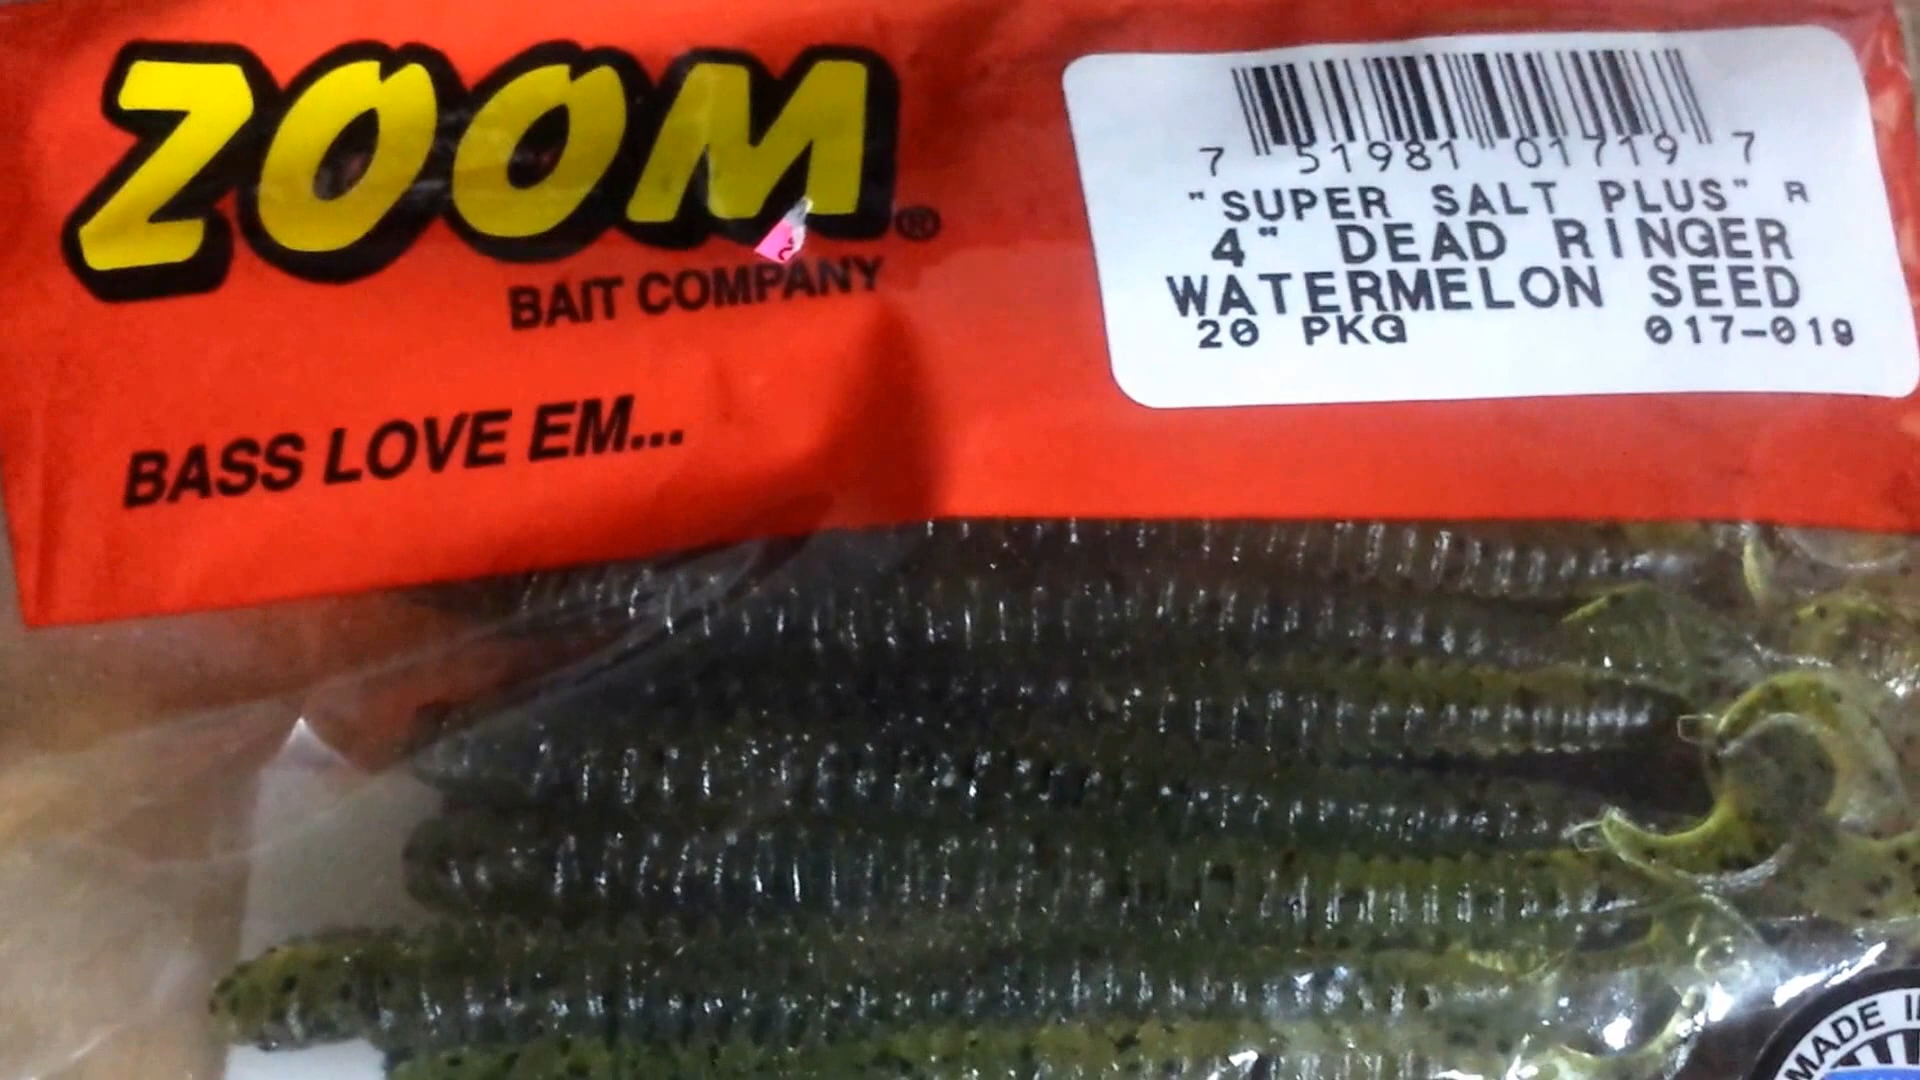 ZOOM®
BAIT COMPANY
BASS LOVE EM...
7 51981 01719 7
"SUPER SALT PLUS" R
4" DEAD RINGER
WATERMELON SEED
20 PKG 017-019
MADE